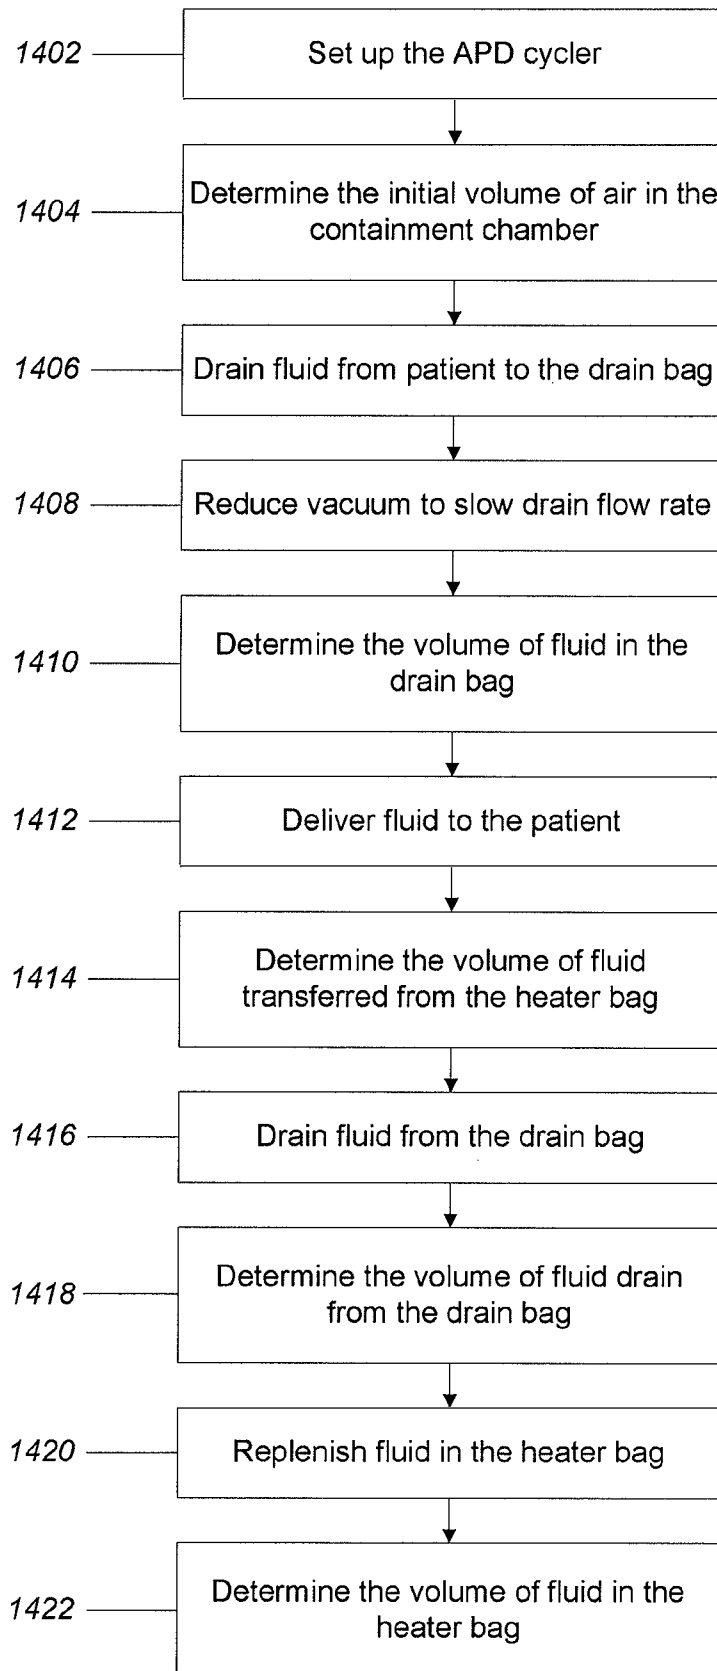 1402
Set up the APD cycler
1404
Determine the initial volume of air in the
containment chamber
1406
Drain fluid from patient to the drain bag
1408
Reduce vacuum to slow drain flow rate
1410
Determine the volume of fluid in the
drain bag
1412
Deliver fluid to the patient
1414
Determine the volume of fluid
transferred from the heater bag
1416
Drain fluid from the drain bag
1418
Determine the volume of fluid drain
from the drain bag
1420
Replenish fluid in the heater bag
1422
Determine the volume of fluid in the
heater bag